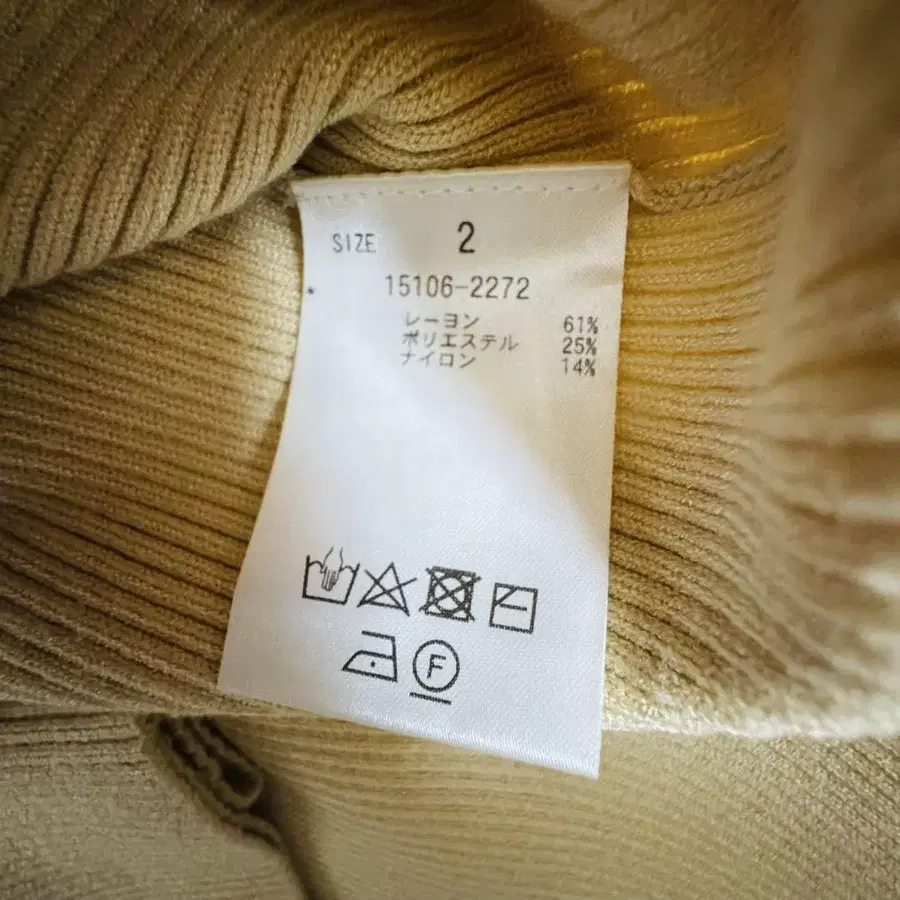 SIZE 2
15106-2272
レーヨン 61%
ポリエステル 25%
ナイロン 14%
F